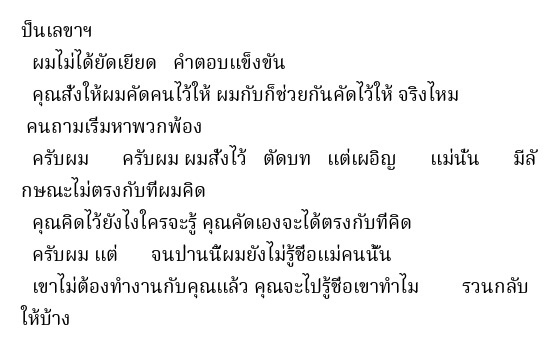 ป็นเลขาฯ
ผมไม่ได้ยัดเยียด คำตอบแข็งขัน
คุณสั่งให้ผมคัดคนไว้ให้ ผมกับก็ช่วยกันคัดไว้ให้ จริงไหม
คนถามเริ่มหาพวกพ้อง
ครับผม ครับผม ผมสั่งไว้ ตัดบท แต่เผอิญ แม่นั่น มีลั
กษณะไม่ตรงกับที่ผมคิด
คุณคิดไว้ยังไงใครจะรู้ คุณคัดเองจะได้ตรงกับที่คิด
ครับผม แต่ จนปานนี้ผมยังไม่รู้ชื่อแม่คนนั้น
เขาไม่ต้องทำงานกับคุณแล้ว คุณจะไปรู้ชื่อเขาทำไม รวนกลับ
ให้บ้าง